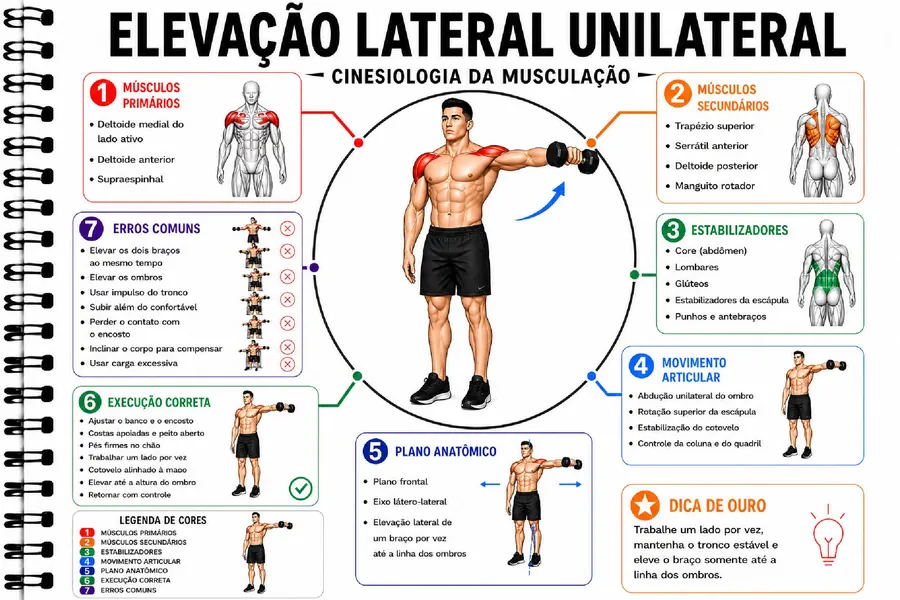 ELEVAÇÃO LATERAL UNILATERAL
CINESIOLOGIA DA MUSCULAÇÃO
1 MÚSCULOS
PRIMÁRIOS
• Deltoide medial do
lado ativo
• Deltoide anterior
• Supraespinhal
2 MÚSCULOS
SECUNDÁRIOS
• Trapézio superior
• Serrátil anterior
• Deltoide posterior
• Manguito rotador
3 ESTABILIZADORES
• Core (abdômen)
• Lombares
• Glúteos
• Estabilizadores da escápula
• Punhos e antebraços
4 MOVIMENTO
ARTICULAR
• Abdução unilateral do ombro
• Rotação superior da escápula
• Estabilização do cotovelo
• Controle da coluna e do quadril
5 PLANO ANATÔMICO
• Plano frontal
• Eixo látero-lateral
• Elevação lateral de
um braço por vez
até a linha dos ombros
6 EXECUÇÃO CORRETA
• Ajustar o banco e o encosto
• Costas apoiadas e peito aberto
• Pés firmes no chão
• Trabalhar um lado por vez
• Cotovelo alinhado à mano
• Elevar até a altura do ombro
• Retornar com controle
7 ERROS COMUNS
• Elevar os dois braços
ao mesmo tempo
• Elevar os ombros
• Usar impulso do tronco
• Subir além do confortável
• Perder o contato com
o encosto
• Inclinar o corpo para compensar
• Usar carga excessiva
LEGENDA DE CORES
1 MÚSCULOS PRIMÁRIOS
2 MÚSCULOS SECUNDÁRIOS
3 ESTABILIZADORES
4 MOVIMENTO ARTICULAR
5 PLANO ANATÔMICO
6 EXECUÇÃO CORRETA
7 ERROS COMUNS
DICA DE OURO
Trabalhe um lado por vez,
mantenha o tronco estável e
eleve o braço somente até a
linha dos ombros.